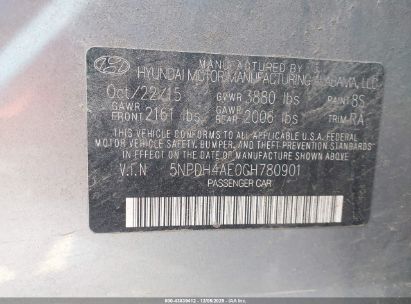 MANUFACTURED BY
HYUNDAI MOTOR MANUFACTURING ALABAMA, LLC
Oct/22/15 GVWR 3880 lbs PAINT 8S
GAWR FRONT 2161 lbs GAWR REAR 2006 lbs TRIM RA
THIS VEHICLE CONFORMS TO ALL APPLICABLE U.S.A. FEDERAL
MOTOR VEHICLE SAFETY, BUMPER, AND THEFT PREVENTION
STANDARDS IN EFFECT ON THE DATE OF MANUFACTURE SHOWN ABOVE.
V.I.N 5NPDH4AE0GH780901
PASSENGER CAR